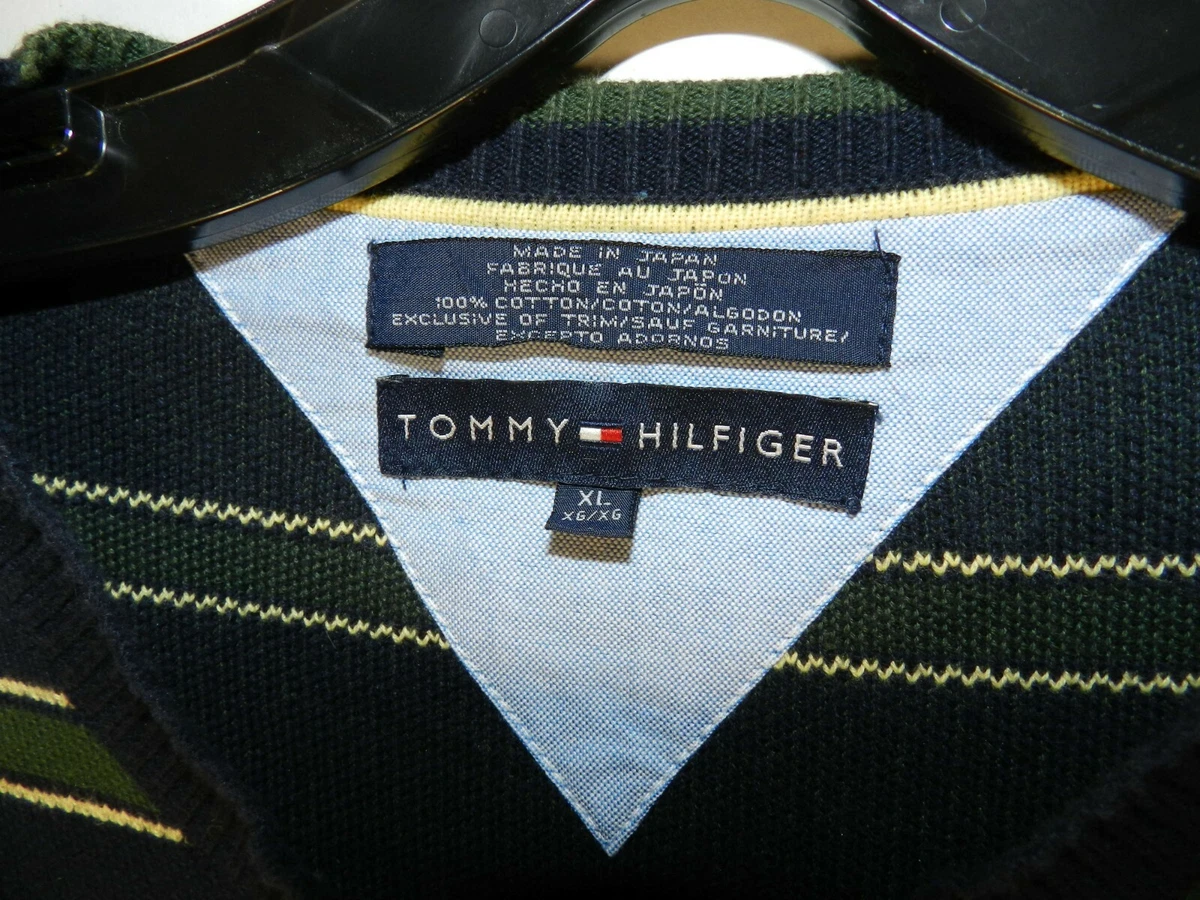 MADE IN JAPAN
FABRIQUE AU JAPON
HECHO EN JAPÓN
100% COTTON/COTON/ALGODON
EXCLUSIVE OF TRIM/SAUF GARNITURE/
EXCEPTO ADORNOS
TOMMY HILFIGER
XL
XG/XG